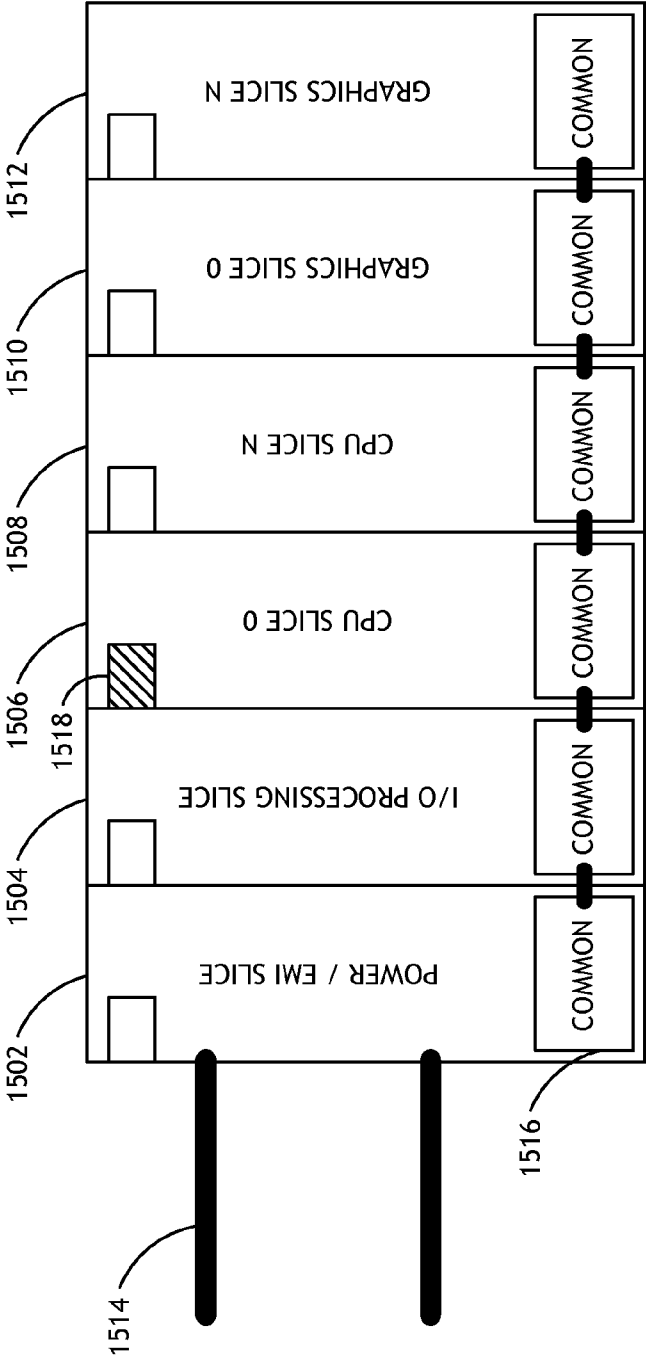 1502
1504
1506
1508
1510
1512
1514
1516
1518
POWER / EMI SLICE
I/O PROCESSING SLICE
CPU SLICE 0
CPU SLICE N
GRAPHICS SLICE 0
GRAPHICS SLICE N
COMMON
COMMON
COMMON
COMMON
COMMON
COMMON